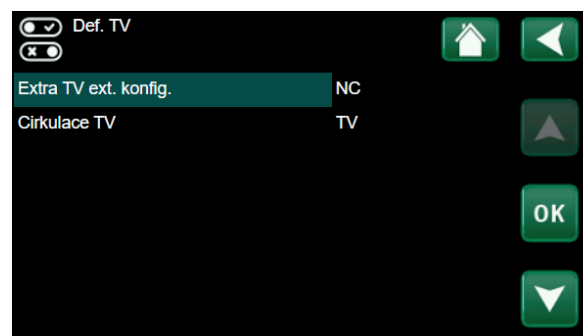 Def. TV
Extra TV ext. konfig. NC
Cirkulace TV TV
OK